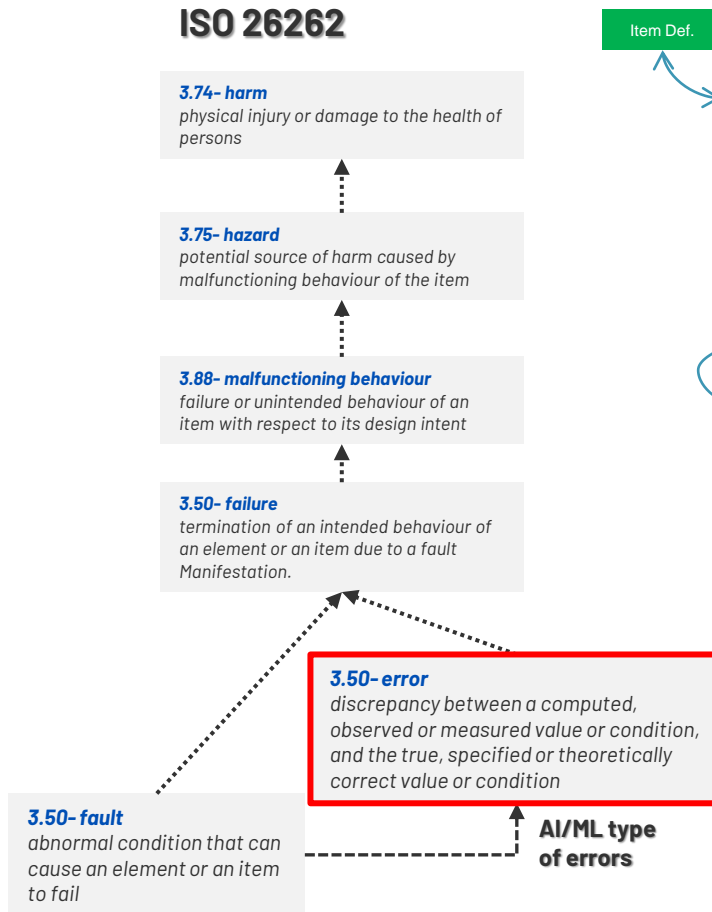 ISO 26262
Item Def.
3.74- harm
physical injury or damage to the health of
persons
3.75- hazard
potential source of harm caused by
malfunctioning behaviour of the item
3.88- malfunctioning behaviour
failure or unintended behaviour of an
item with respect to its design intent
3.50- failure
termination of an intended behaviour of
an element or an item due to a fault
Manifestation.
3.50- error
discrepancy between a computed,
observed or measured value or condition,
and the true, specified or theoretically
correct value or condition
3.50- fault
abnormal condition that can
cause an element or an item
to fail
AI/ML type
of errors